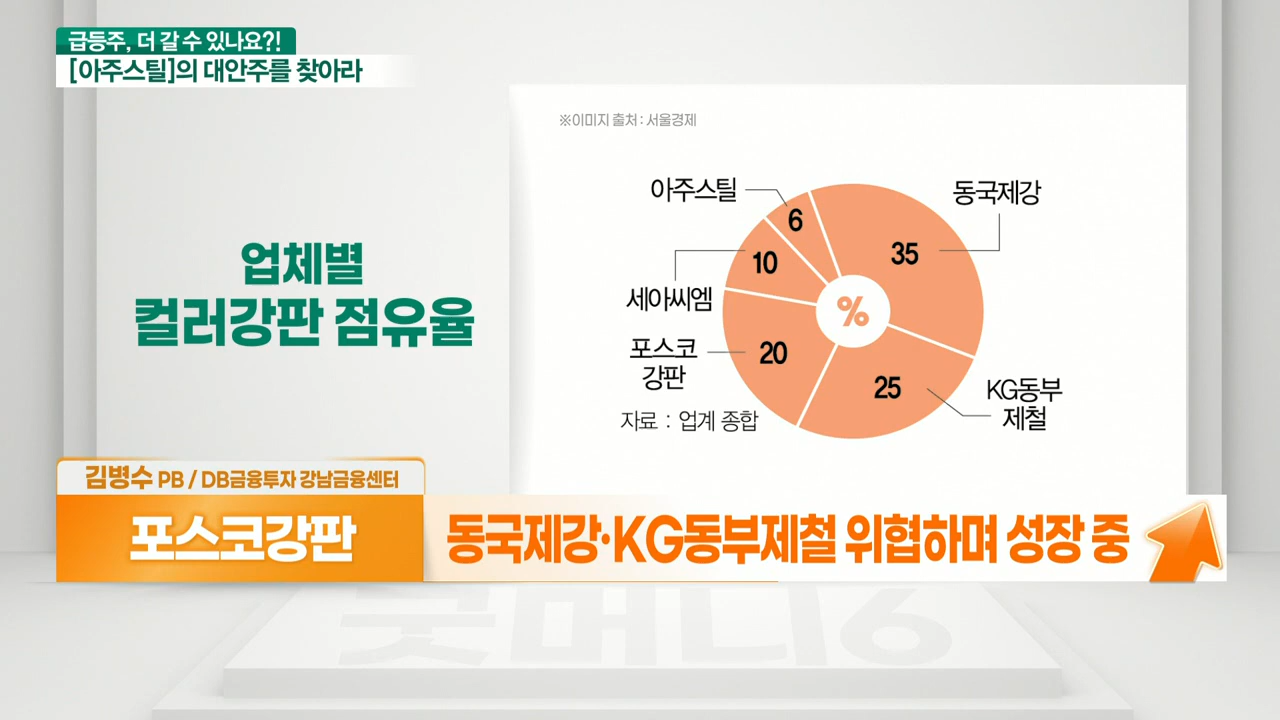 급등주, 더 갈 수 있나요?!
[아주스틸]의 대안주를 찾아라
※이미지 출처 : 서울경제
업체별
컬러강판 점유율
아주스틸
6
동국제강
35
세아씨엠
10
포스코
강판
20
%
25
KG동부
제철
자료 : 업계 종합
김병수 PB / DB금융투자 강남금융센터
포스코강판
동국제강·KG동부제철 위협하며 성장 중
굿머니6